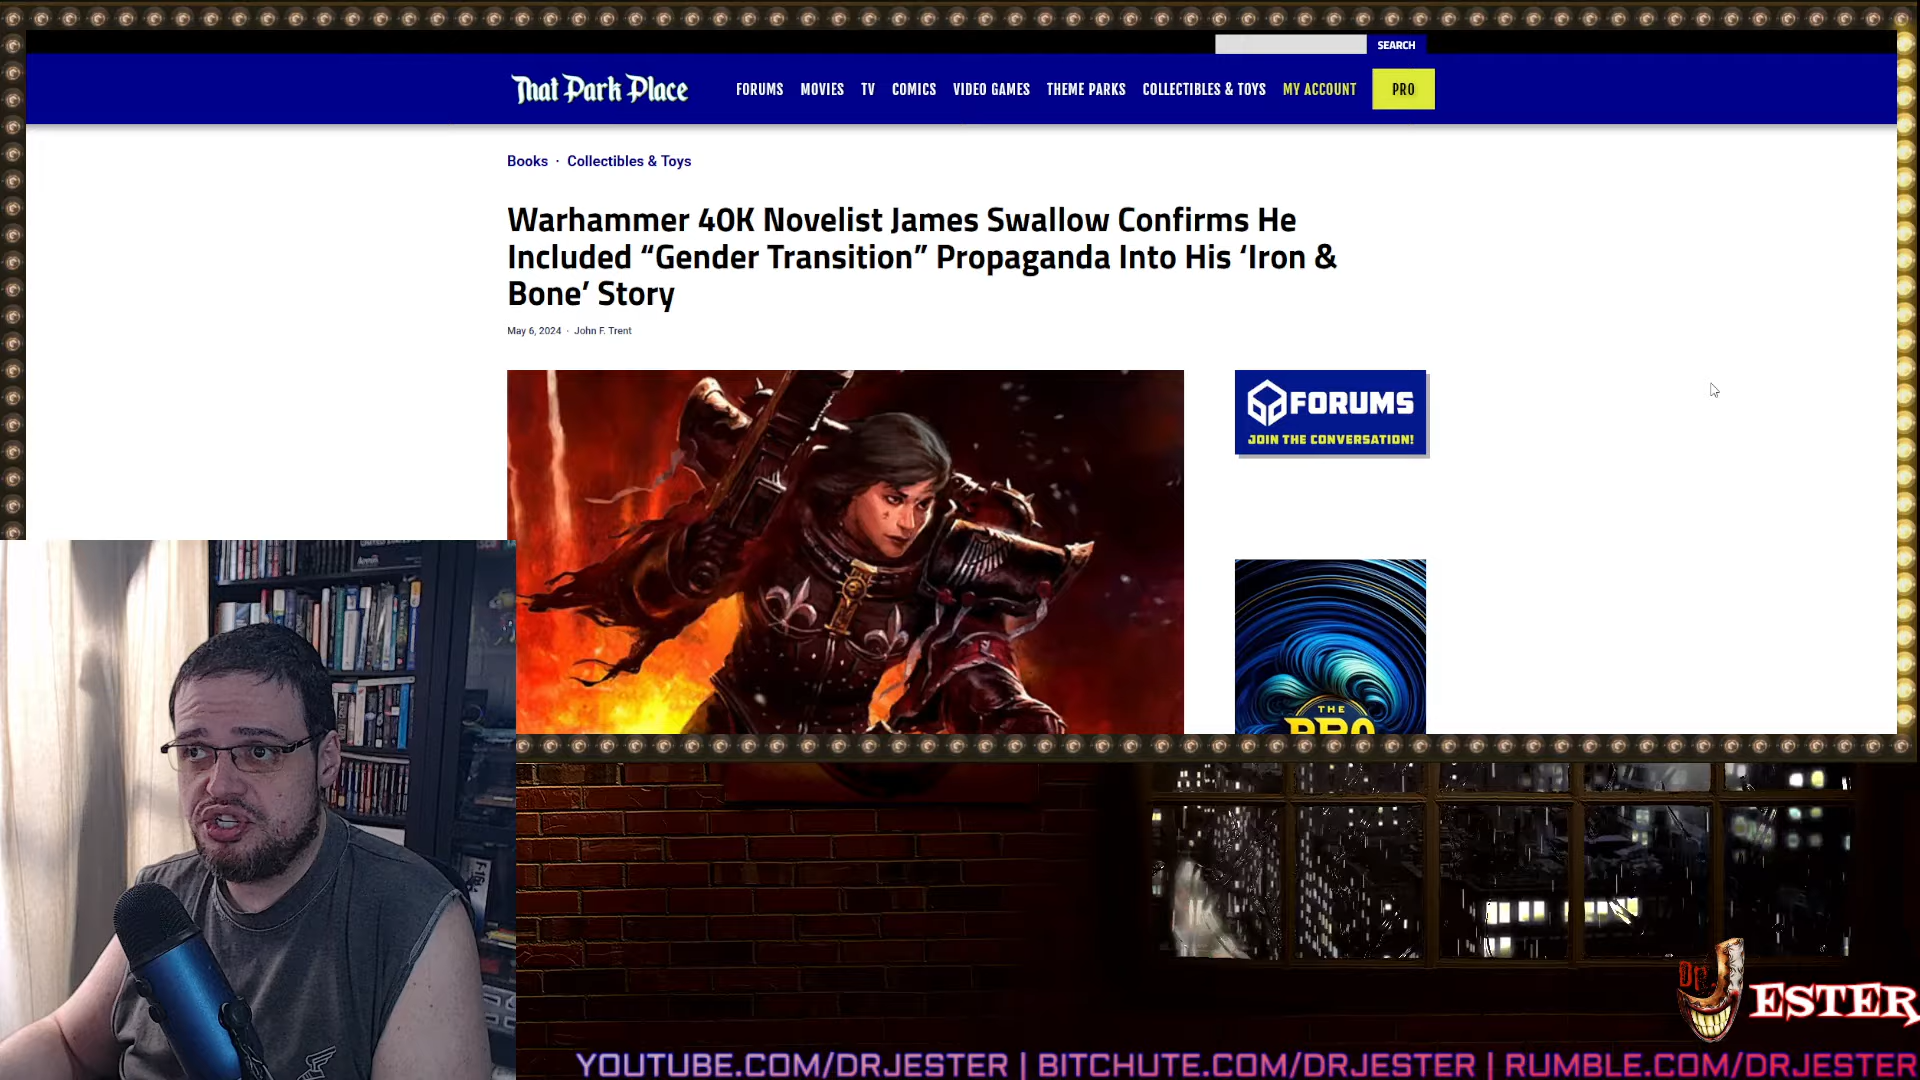 SEARCH
That Park Place
FORUMS MOVIES TV COMICS VIDEO GAMES THEME PARKS COLLECTIBLES & TOYS MY ACCOUNT PRO
Books · Collectibles & Toys
Warhammer 40K Novelist James Swallow Confirms He
Included “Gender Transition” Propaganda Into His ‘Iron &
Bone’ Story
May 6, 2024 · John F. Trent
FORUMS
JOIN THE CONVERSATION!
THE
PRO
Dr. JESTER
YOUTUBE.COM/DRJESTER | BITCHUTE.COM/DRJESTER | RUMBLE.COM/DRJESTER